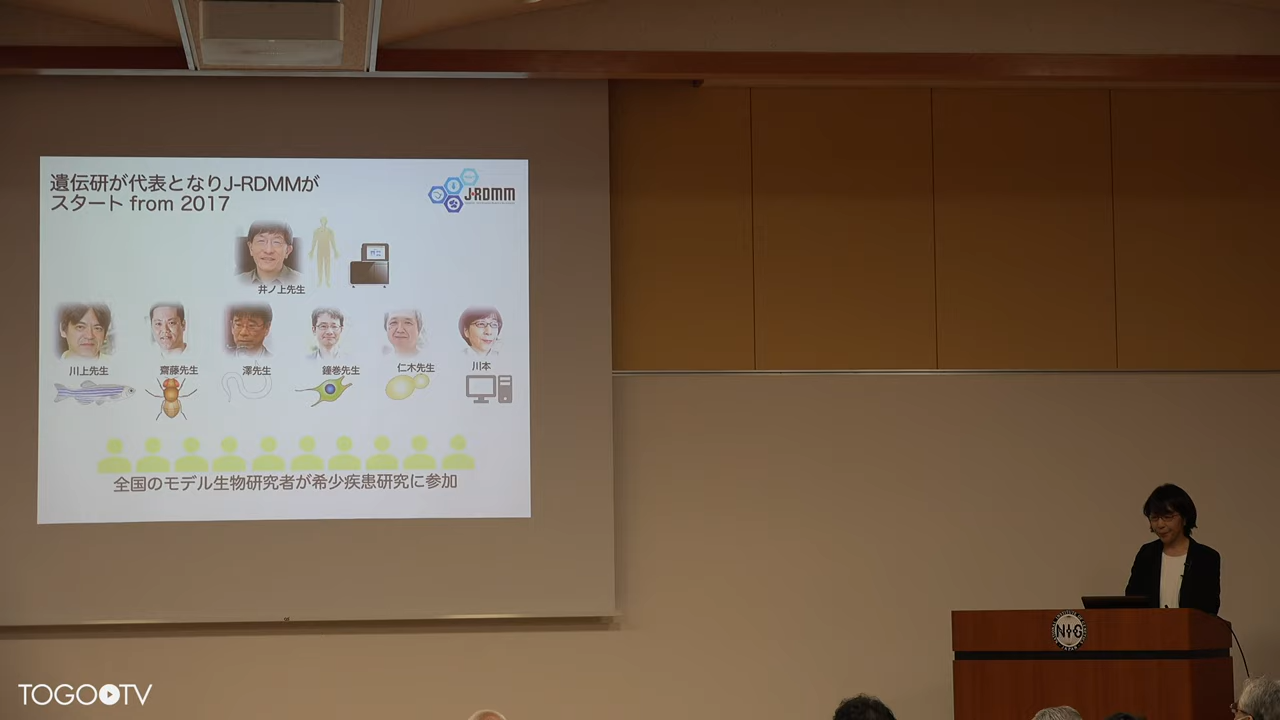 遺伝研が代表となりJ-RDMMが
スタート from 2017
J-RDMM
井ノ上先生
川上先生
齋藤先生
澤先生
鐘巻先生
仁木先生
川本
全国のモデル生物研究者が希少疾患研究に参加
NIG
TOGO TV